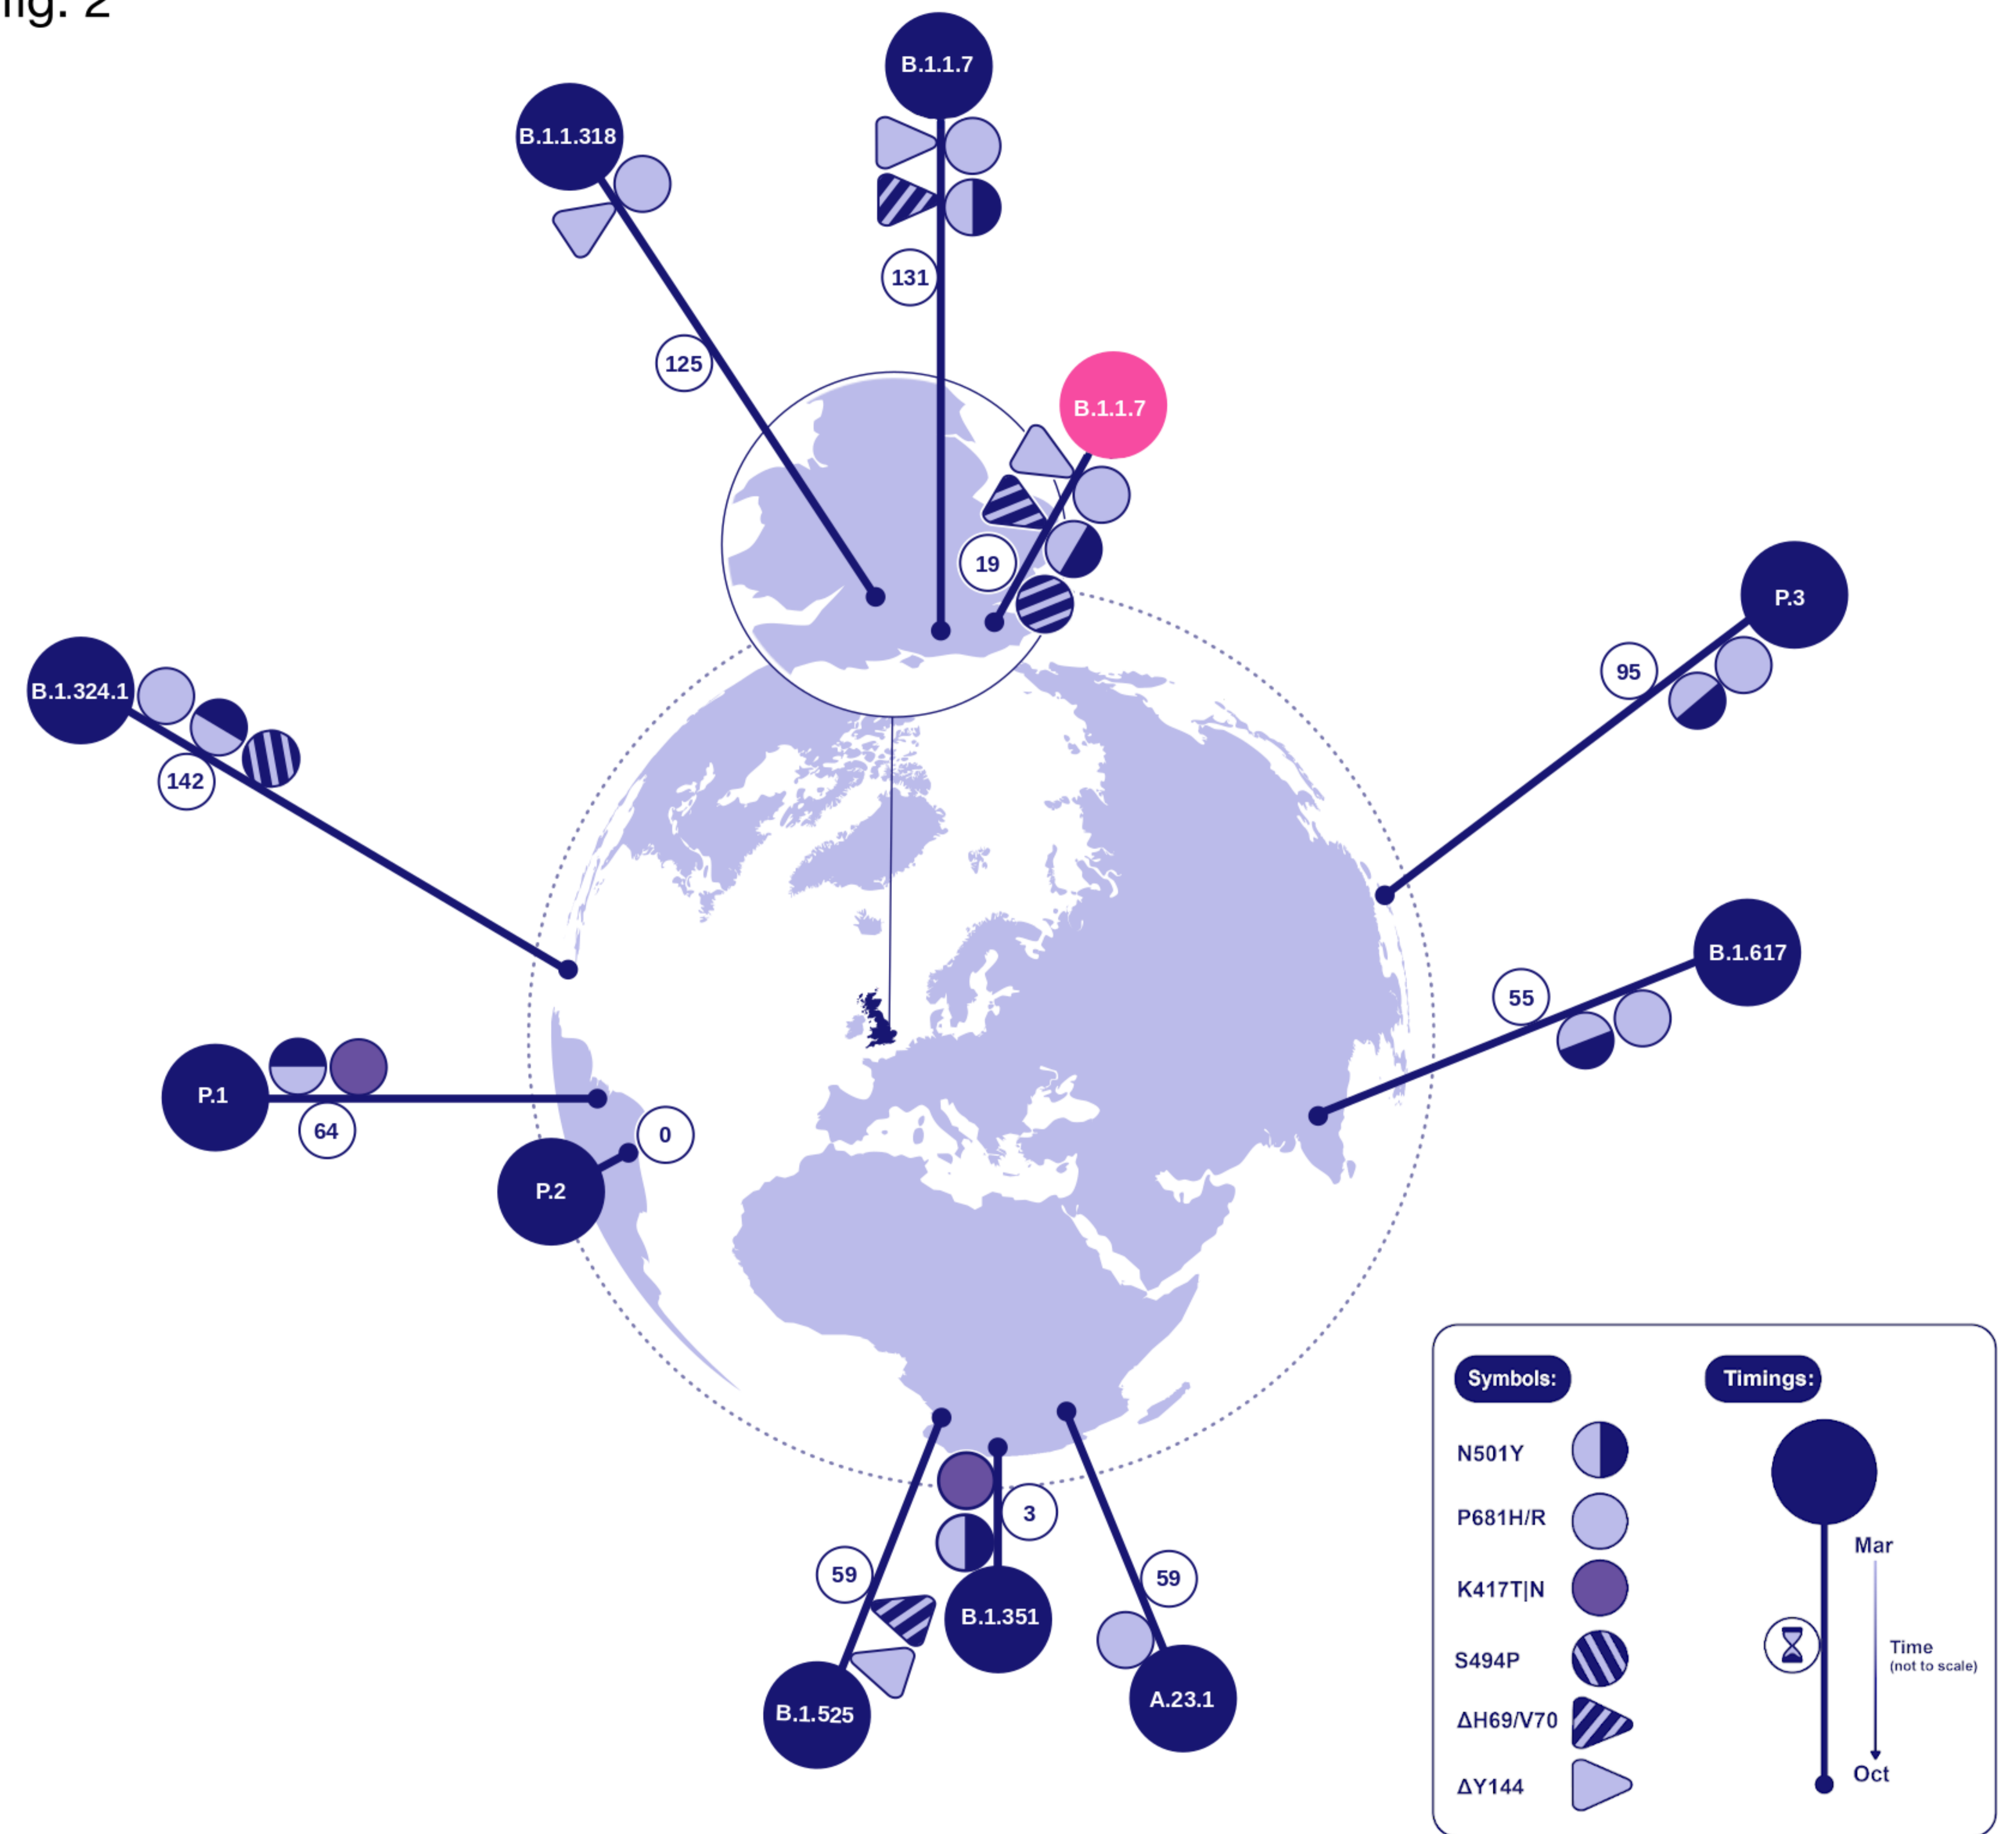 fig. 2
B.1.1.7
B.1.1.318
131
125
B.1.1.7
19
P.3
95
B.1.324.1
142
B.1.617
55
P.1
64
0
P.2
3
59
59
B.1.351
A.23.1
B.1.525
Symbols:
Timings:
N501Y
P681H/R
K417T|N
S494P
ΔH69/V70
ΔY144
Mar
Time
(not to scale)
Oct